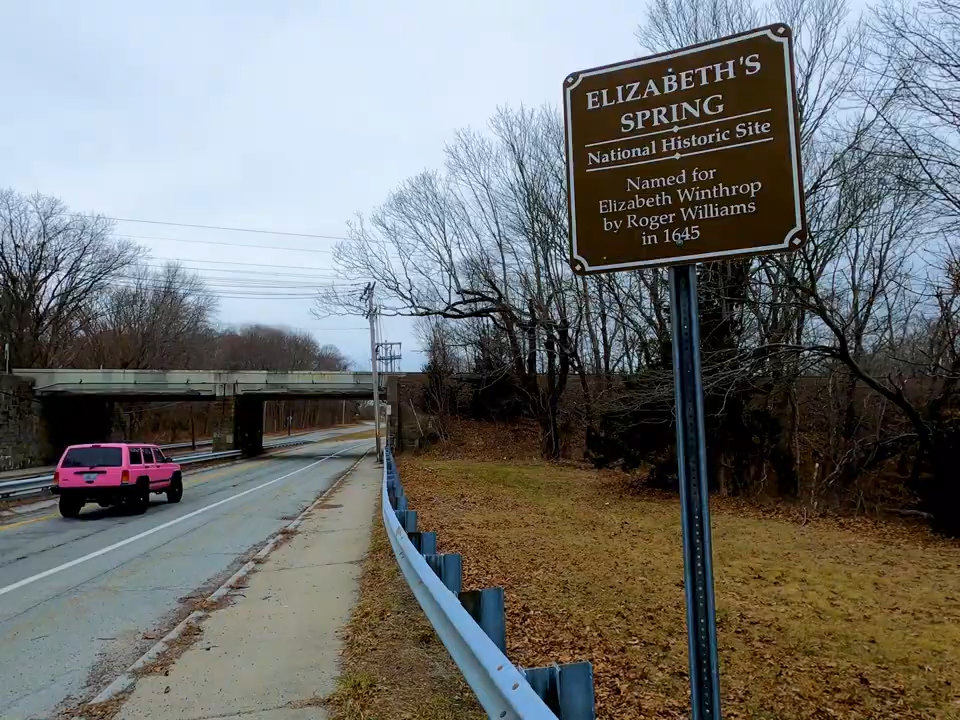 ELIZABETH'S
SPRING
National Historic Site
Named for
Elizabeth Winthrop
by Roger Williams
in 1645